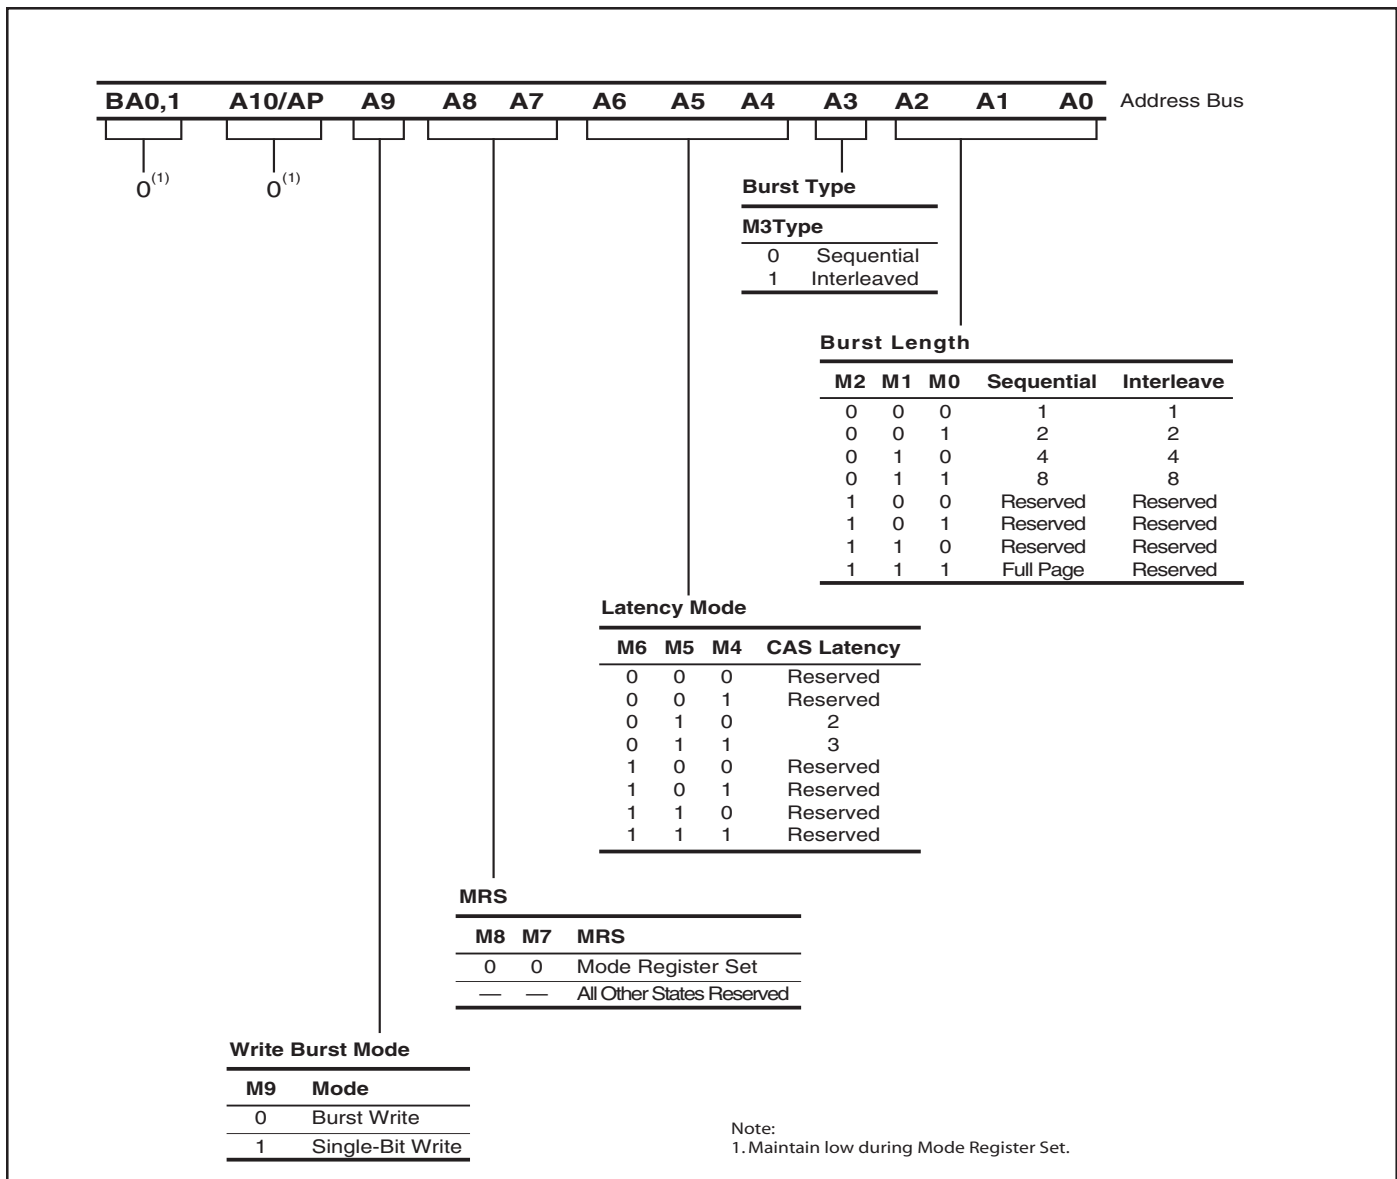 BA0,1 A10/AP A9 A8 A7 A6 A5 A4 A3 A2 A1 A0 Address Bus
0(1) 0(1)
Burst Type
M3Type
0 Sequential
1 Interleaved
Burst Length
M2 M1 M0 Sequential Interleave
0 0 0 1 1
0 0 1 2 2
0 1 0 4 4
0 1 1 8 8
1 0 0 Reserved Reserved
1 0 1 Reserved Reserved
1 1 0 Reserved Reserved
1 1 1 Full Page Reserved
Latency Mode
M6 M5 M4 CAS Latency
0 0 0 Reserved
0 0 1 Reserved
0 1 0 2
0 1 1 3
1 0 0 Reserved
1 0 1 Reserved
1 1 0 Reserved
1 1 1 Reserved
MRS
M8 M7 MRS
0 0 Mode Register Set
— — All Other States Reserved
Write Burst Mode
M9 Mode
0 Burst Write
1 Single-Bit Write
Note:
1. Maintain low during Mode Register Set.